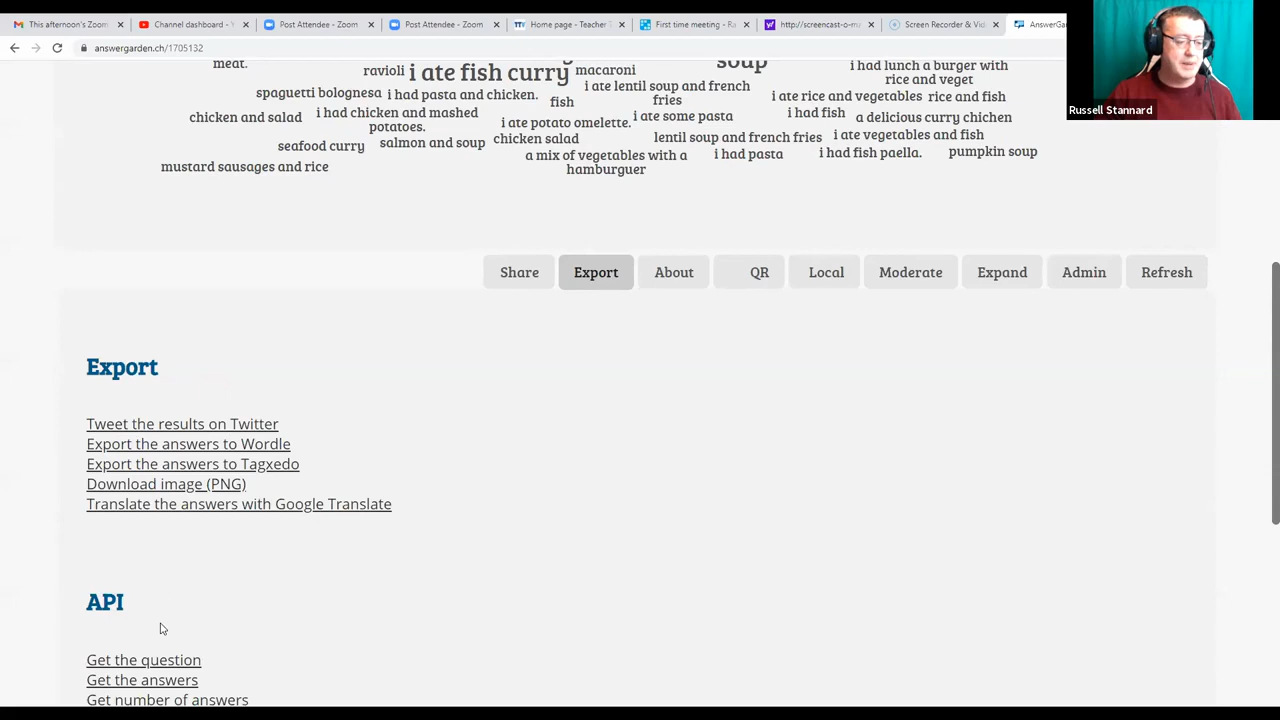 This afternoon's Zoom
Channel dashboard - Y
Post Attendee - Zoom
Post Attendee - Zoom
Home page - Teacher T
First time meeting - Ra
http://screencast-o-ma
Screen Recorder & Vid
AnswerGar
answergarden.ch/1705132
Russell Stannard
meat.
ravioli
i ate fish curry
macaroni
soup
i had lunch a burger with
rice and veget
spaghetti bolognesa
i had pasta and chicken.
fish
i ate lentil soup and french
fries
i ate rice and vegetables
rice and fish
chicken and salad
i had chicken and mashed
potatoes.
i ate potato omelette.
i ate some pasta
i had fish
a delicious curry chichen
seafood curry
salmon and soup
chicken salad
lentil soup and french fries
i ate vegetables and fish
mustard sausages and rice
a mix of vegetables with a
hamburguer
i had pasta
i had fish paella.
pumpkin soup
Share
Export
About
QR
Local
Moderate
Expand
Admin
Refresh
Export
Tweet the results on Twitter
Export the answers to Wordle
Export the answers to Tagxedo
Download image (PNG)
Translate the answers with Google Translate
API
Get the question
Get the answers
Get number of answers